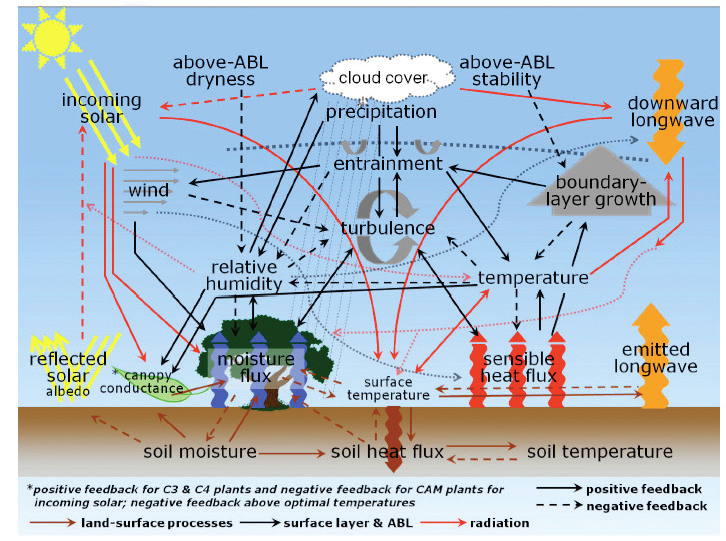 above-ABL
dryness
cloud cover
above-ABL
stability
incoming
solar
precipitation
downward
longwave
entrainment
wind
boundary-
layer growth
turbulence
relative
humidity
temperature
reflected
solar
albedo
* canopy
conductance
moisture
flux
surface
temperature
sensible
heat flux
emitted
longwave
soil moisture
soil heat flux
soil temperature
*positive feedback for C3 & C4 plants and negative feedback for CAM plants for
incoming solar; negative feedback above optimal temperatures
positive feedback
negative feedback
land-surface processes
surface layer & ABL
radiation